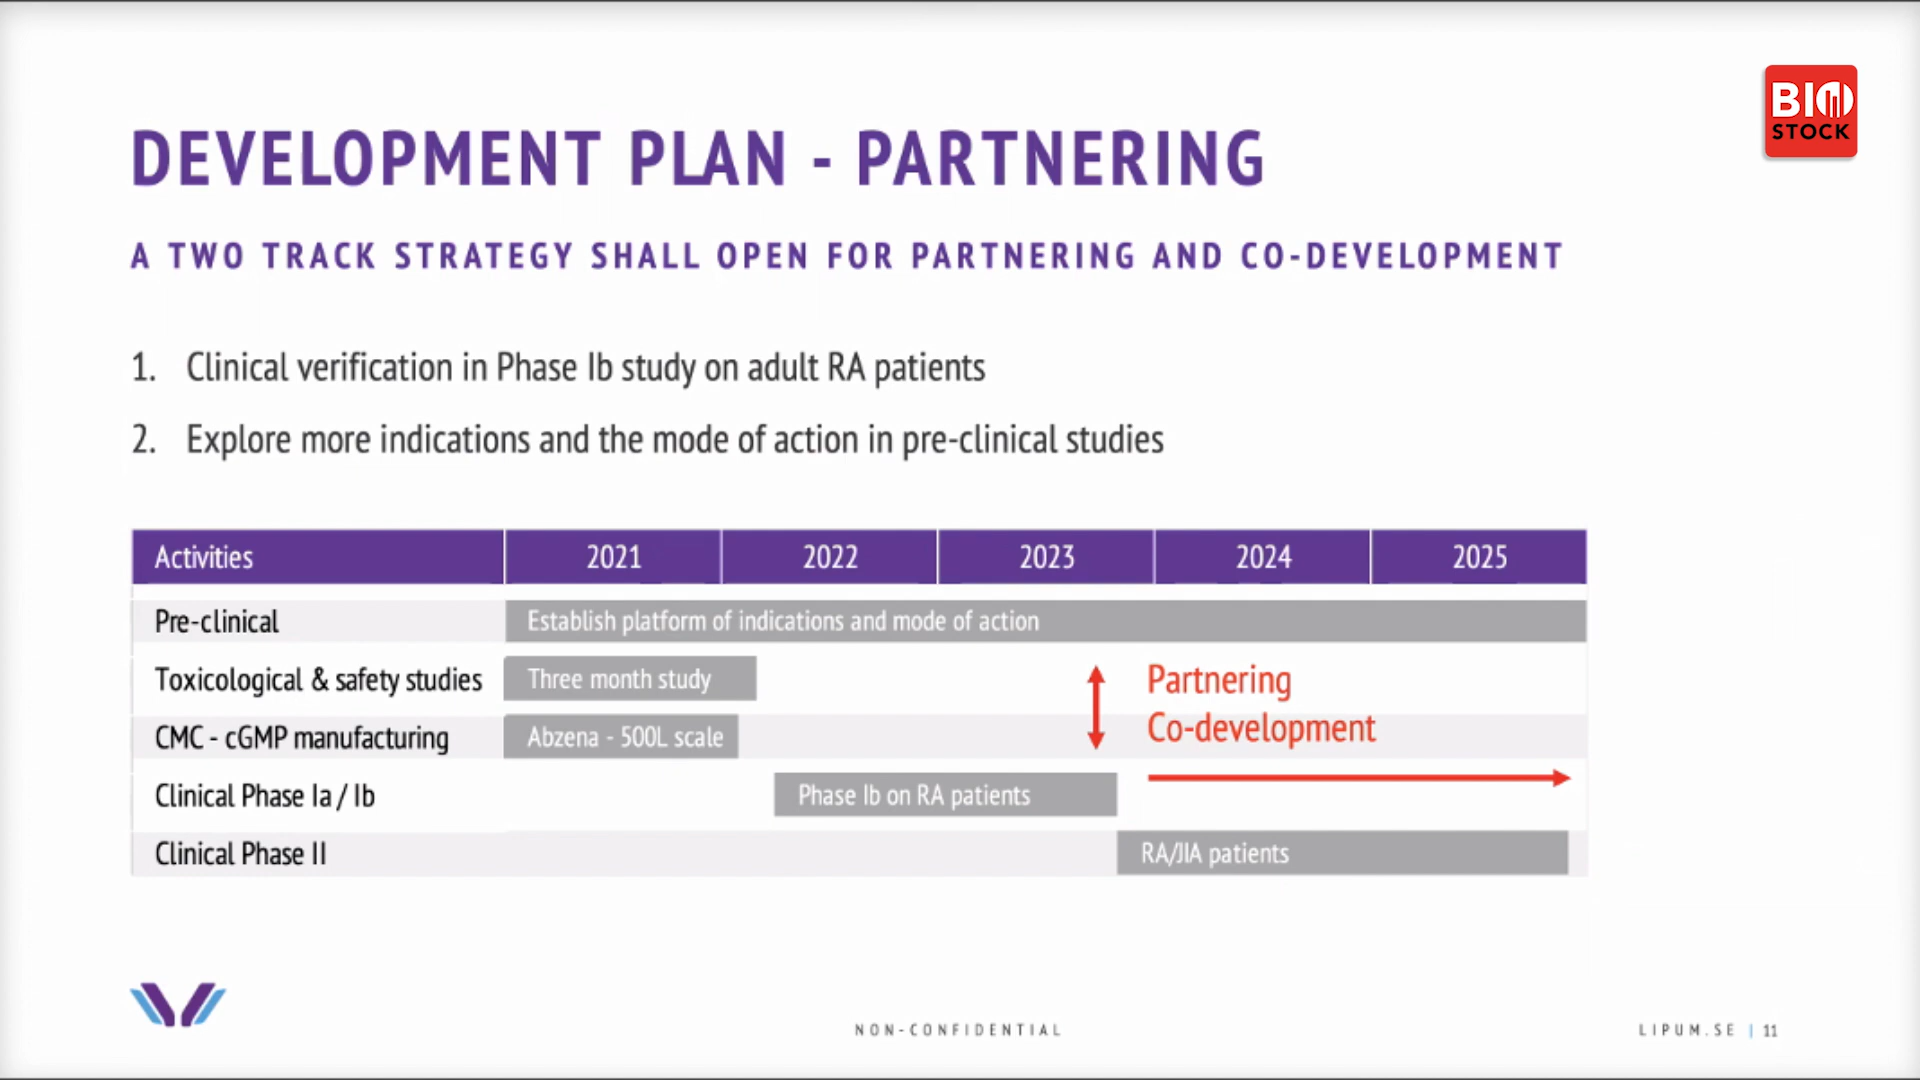 BIO
STOCK
DEVELOPMENT PLAN - PARTNERING
A TWO TRACK STRATEGY SHALL OPEN FOR PARTNERING AND CO-DEVELOPMENT
1. Clinical verification in Phase Ib study on adult RA patients
2. Explore more indications and the mode of action in pre-clinical studies
Activities 2021 2022 2023 2024 2025
Pre-clinical Establish platform of indications and mode of action
Toxicological & safety studies Three month study Partnering
CMC - cGMP manufacturing Abzena - 500L scale Co-development
Clinical Phase Ia / Ib Phase Ib on RA patients
Clinical Phase II RA/JIA patients
NON-CONFIDENTIAL
LIPUM.SE | 11